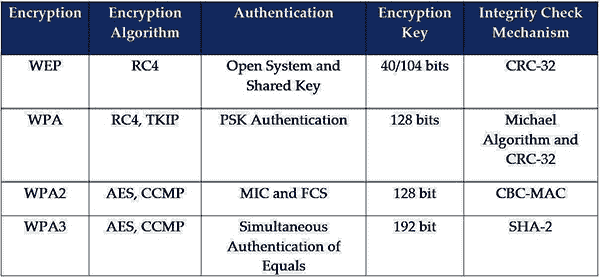 Encryption Encryption Algorithm Authentication Encryption Key Integrity Check Mechanism
WEP RC4 Open System and Shared Key 40/104 bits CRC-32
WPA RC4, TKIP PSK Authentication 128 bits Michael Algorithm and CRC-32
WPA2 AES, CCMP MIC and FCS 128 bit CBC-MAC
WPA3 AES, CCMP Simultaneous Authentication of Equals 192 bit SHA-2